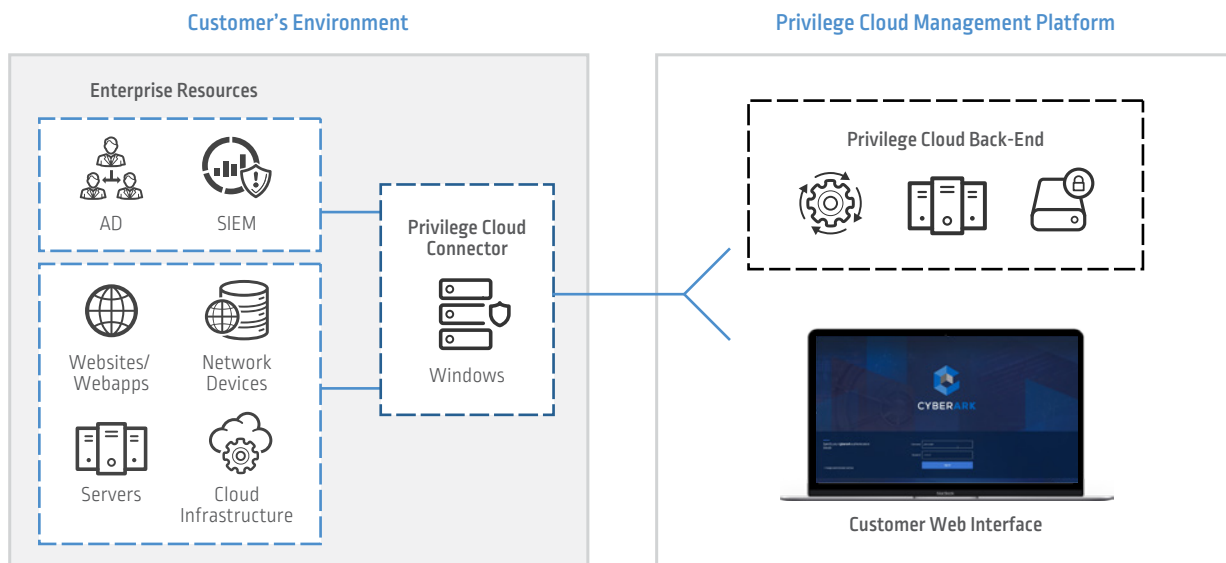 Customer's Environment
Privilege Cloud Management Platform
Enterprise Resources
AD
SIEM
Websites/
Webapps
Network
Devices
Servers
Cloud
Infrastructure
Privilege Cloud
Connector
Windows
Privilege Cloud Back-End
CYBERARK
Customer Web Interface